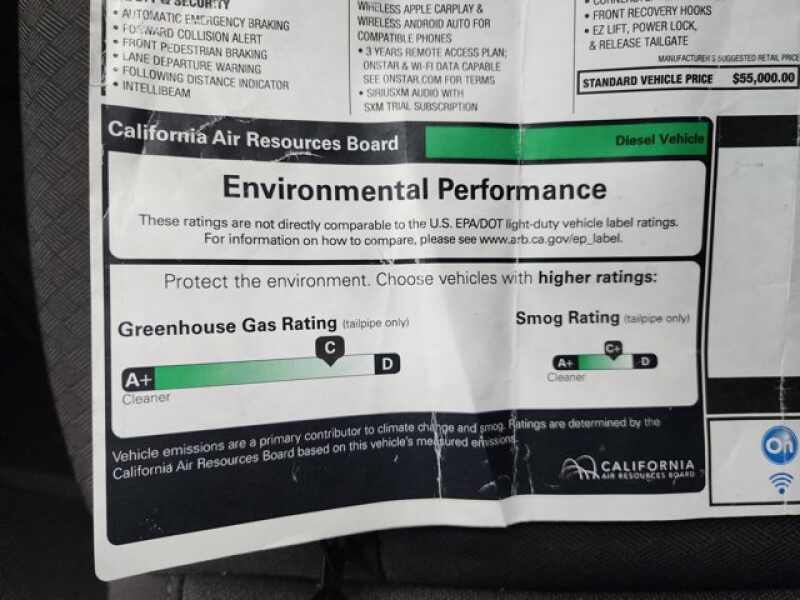 & SECURITY
• AUTOMATIC EMERGENCY BRAKING
• FORWARD COLLISION ALERT
• FRONT PEDESTRIAN BRAKING
• LANE DEPARTURE WARNING
• FOLLOWING DISTANCE INDICATOR
• INTELLIBEAM
WIRELESS APPLE CARPLAY &
WIRELESS ANDROID AUTO FOR
COMPATIBLE PHONES
• 3 YEARS REMOTE ACCESS PLAN;
ONSTAR & WI-FI DATA CAPABLE
SEE ONSTAR.COM FOR TERMS
• SIRIUSXM AUDIO WITH
SXM TRIAL SUBSCRIPTION
• FRONT RECOVERY HOOKS
• EZ LIFT, POWER LOCK,
& RELEASE TAILGATE
MANUFACTURER'S SUGGESTED RETAIL PRICE
STANDARD VEHICLE PRICE $55,000.00
California Air Resources Board
Diesel Vehicle
Environmental Performance
These ratings are not directly comparable to the U.S. EPA/DOT light-duty vehicle label ratings.
For information on how to compare, please see www.arb.ca.gov/ep_label.
Protect the environment. Choose vehicles with higher ratings:
Greenhouse Gas Rating (tailpipe only)
C
A+ D
Cleaner
Smog Rating (tailpipe only)
C+
A+ D
Cleaner
Vehicle emissions are a primary contributor to climate change and smog. Ratings are determined by the
California Air Resources Board based on this vehicle's measured emissions.
CALIFORNIA
AIR RESOURCES BOARD
On